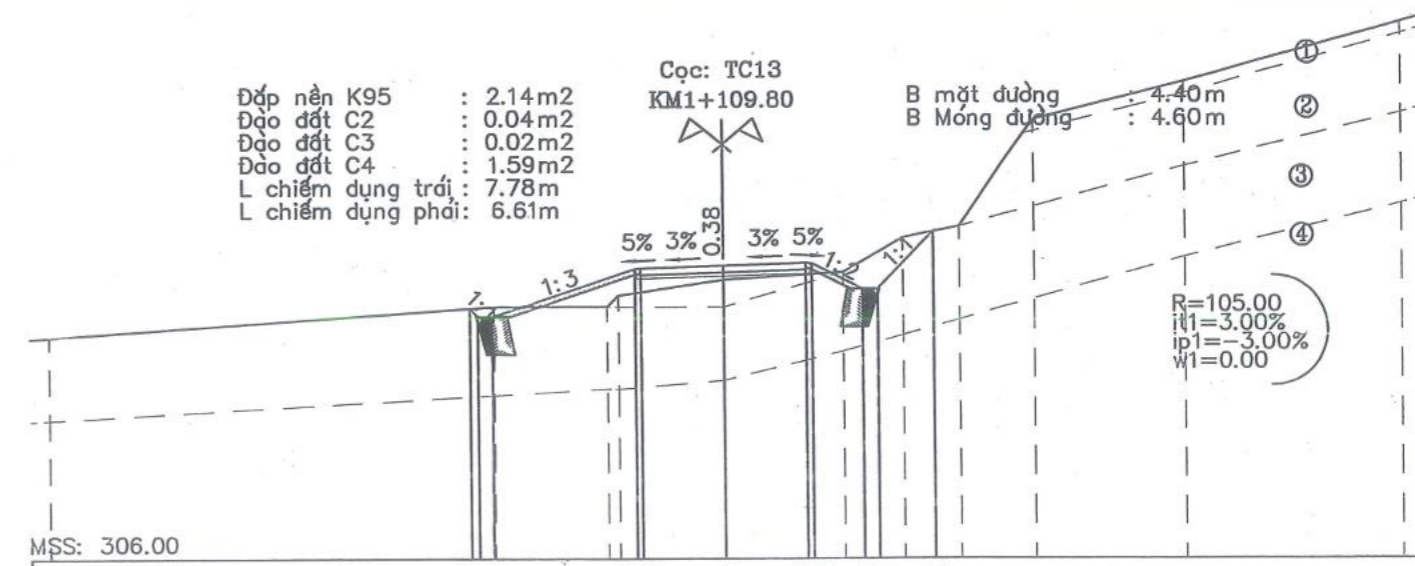 Cọc: TC13
KM1+109.80
Đắp nền K95 : 2.14m2
Đào đất C2 : 0.04m2
Đào đất C3 : 0.02m2
Đào đất C4 : 1.59m2
L chiếm dụng trái : 7.78m
L chiếm dụng phải: 6.61m
B mặt đường : 4.40m
B Móng đường : 4.60m
①
②
③
④
0.38
5% 3% 3% 5%
1:3
1:1
R=105.00
it1=3.00%
ip1=-3.00%
w1=0.00
MSS: 306.00